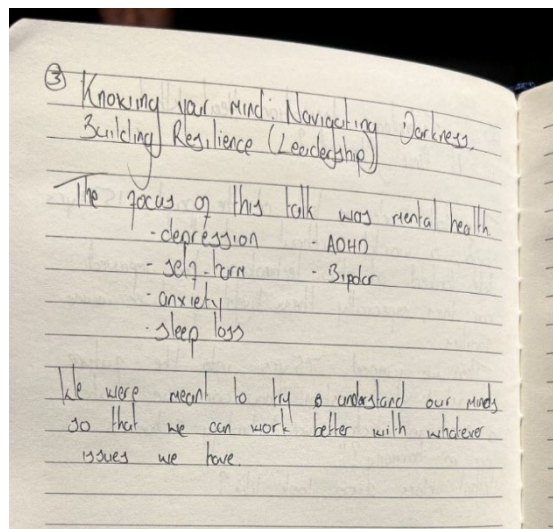 ③ Knowing your Mind: Navigating Darkness,
Building Resilience (Leadership)
The focus of this talk was mental health
- depression - ADHD
- self-harm - Bipolar
- anxiety
- sleep loss
We were meant to try & understand our minds
so that we can work better with whatever
issues we have.